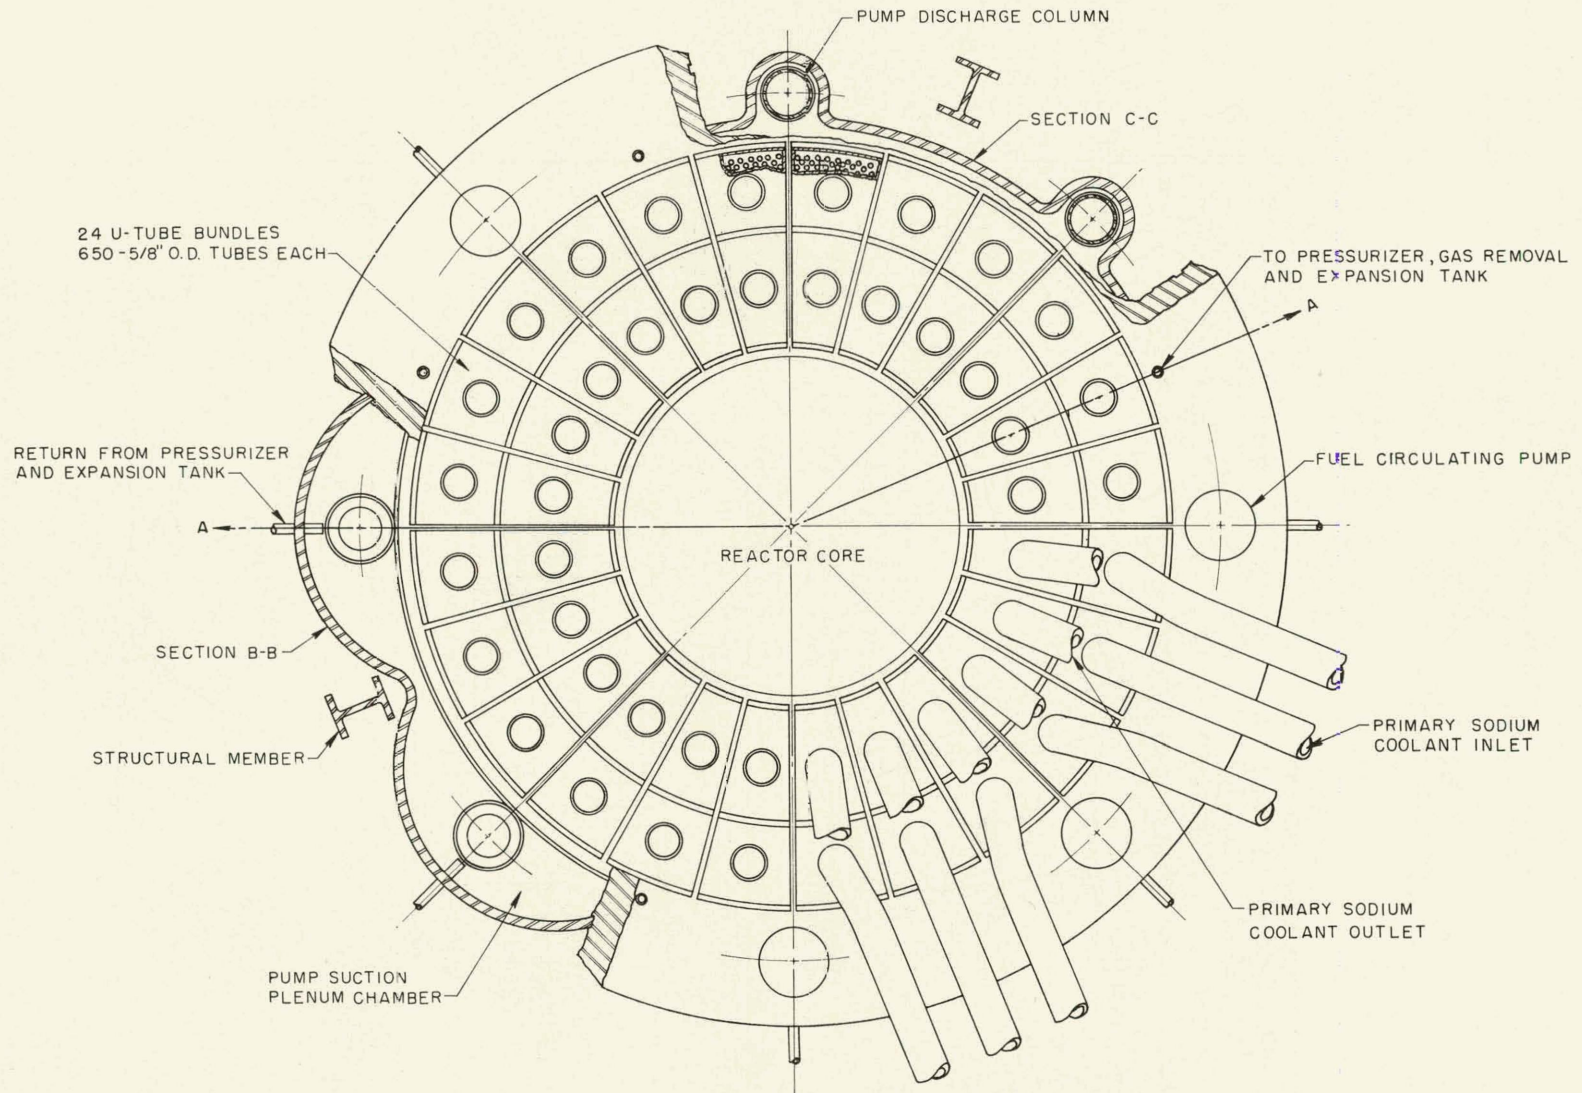 PUMP DISCHARGE COLUMN
SECTION C-C
24 U-TUBE BUNDLES
650-5/8" O.D. TUBES EACH
TO PRESSURIZER, GAS REMOVAL
AND EXPANSION TANK
A
RETURN FROM PRESSURIZER
AND EXPANSION TANK
FUEL CIRCULATING PUMP
A
REACTOR CORE
SECTION B-B
STRUCTURAL MEMBER
PRIMARY SODIUM
COOLANT INLET
PRIMARY SODIUM
COOLANT OUTLET
PUMP SUCTION
PLENUM CHAMBER